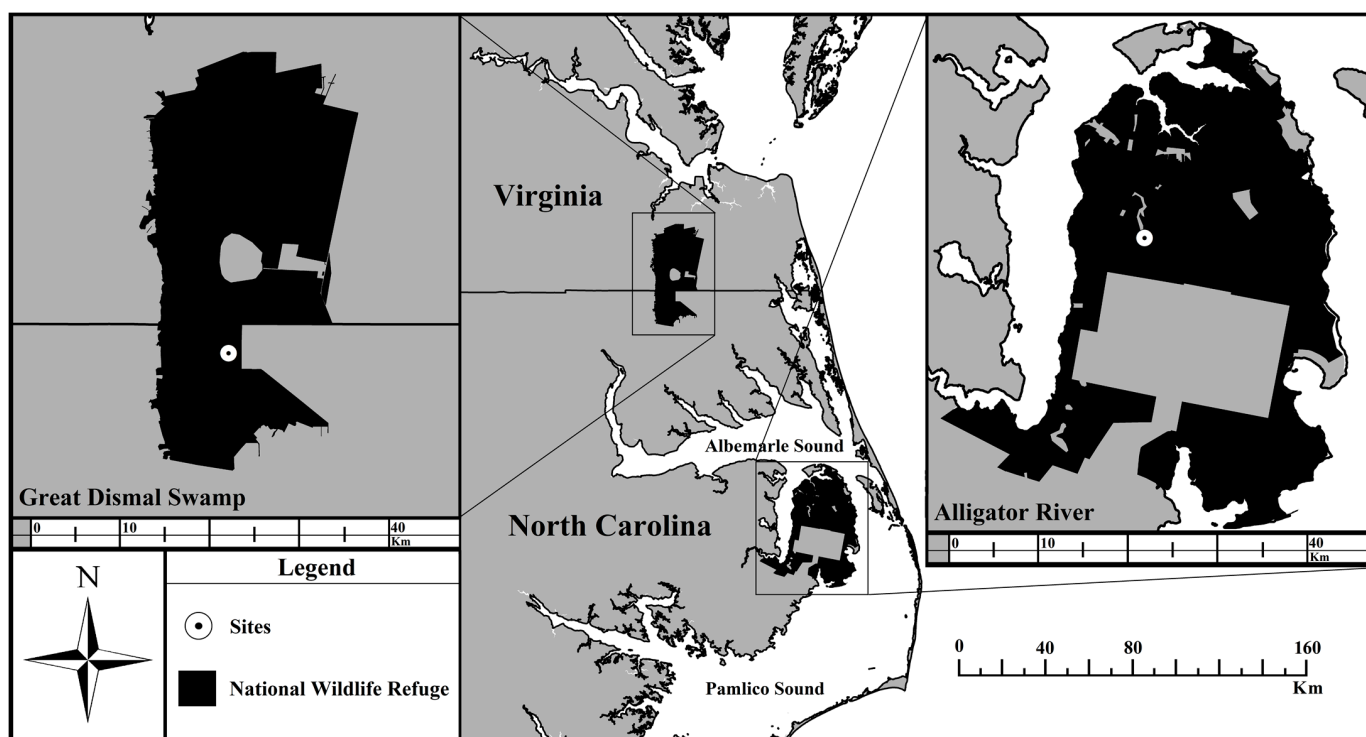 Great Dismal Swamp
0 10 40
Km
N
Legend
Sites
National Wildlife Refuge
Virginia
Albemarle Sound
North Carolina
Pamlico Sound
Alligator River
0 10 40
Km
0 40 80 160
Km